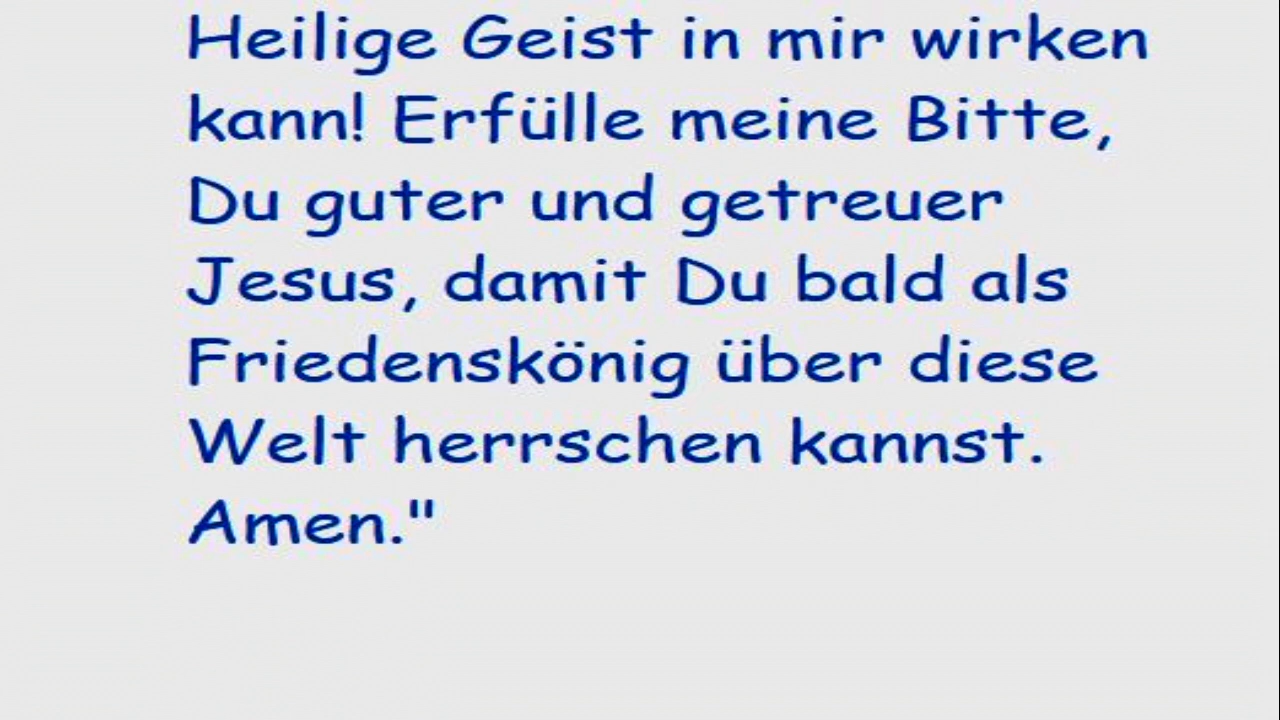 Heilige Geist in mir wirken
kann! Erfülle meine Bitte,
Du guter und getreuer
Jesus, damit Du bald als
Friedenskönig über diese
Welt herrschen kannst.
Amen."